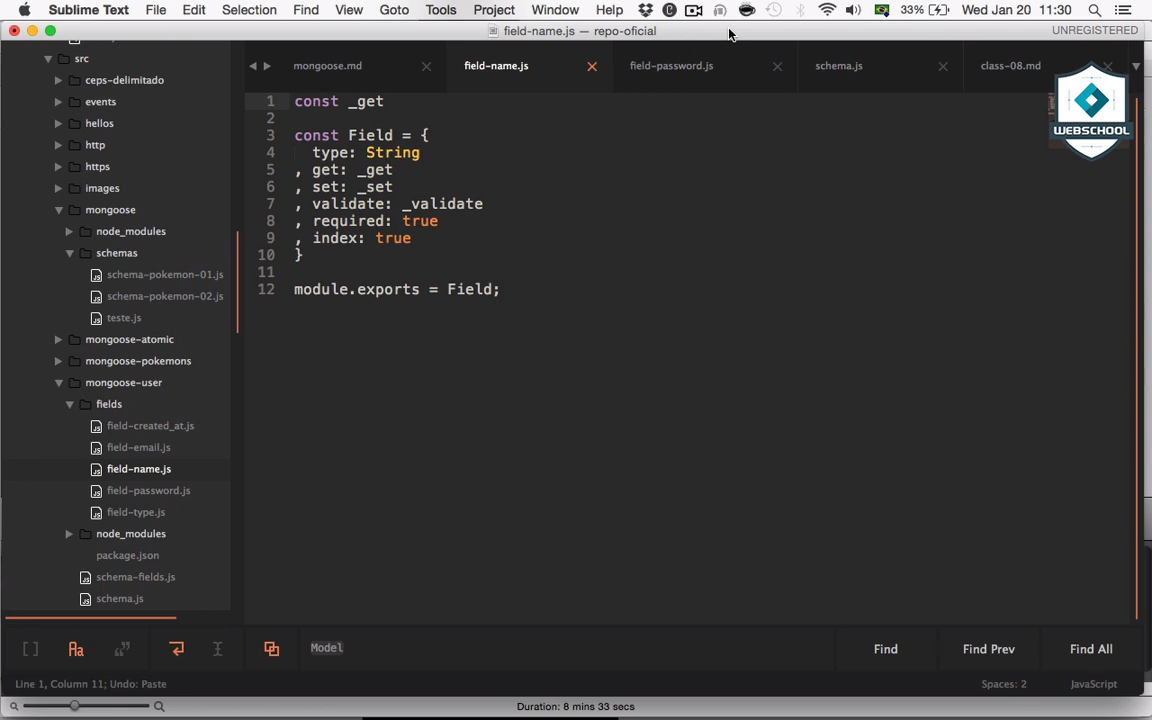 Sublime Text File Edit Selection Find View Goto Tools Project Window Help 33% Wed Jan 20 11:30
field-name.js — repo-oficial UNREGISTERED
src
ceps-delimitado
events
hellos
http
https
images
mongoose
node_modules
schemas
schema-pokemon-01.js
schema-pokemon-02.js
teste.js
mongoose-atomic
mongoose-pokemons
mongoose-user
fields
field-created_at.js
field-email.js
field-name.js
field-password.js
field-type.js
node_modules
package.json
schema-fields.js
schema.js
mongoose.md field-name.js field-password.js schema.js class-08.md
WEBSCHOOL
1 const _get
2
3 const Field = {
4 type: String
5 , get: _get
6 , set: _set
7 , validate: _validate
8 , required: true
9 , index: true
10 }
11
12 module.exports = Field;
[ ] Aa “” Model Find Find Prev Find All
Line 1, Column 11; Undo: Paste Spaces: 2 JavaScript
Duration: 8 mins 33 secs